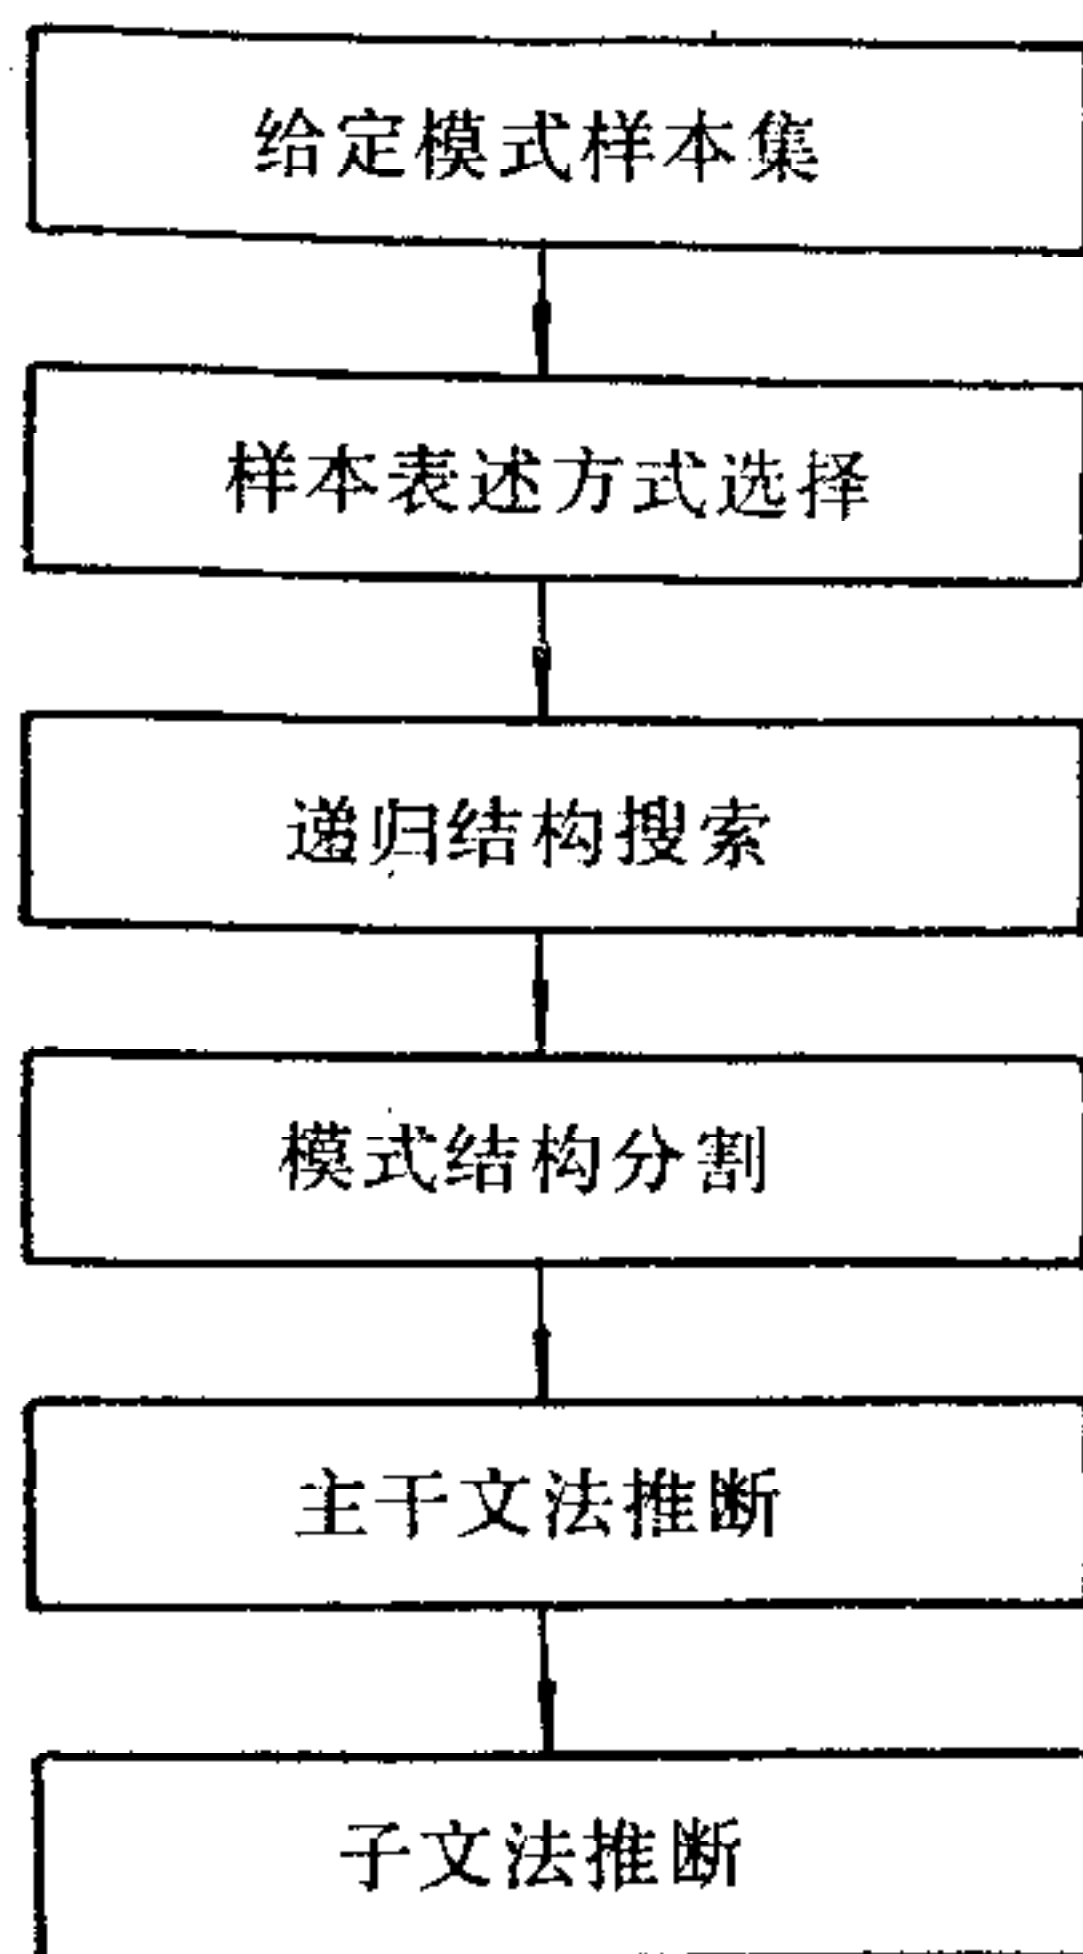 给定模式样本集
样本表述方式选择
递归结构搜索
模式结构分割
主干文法推断
子文法推断